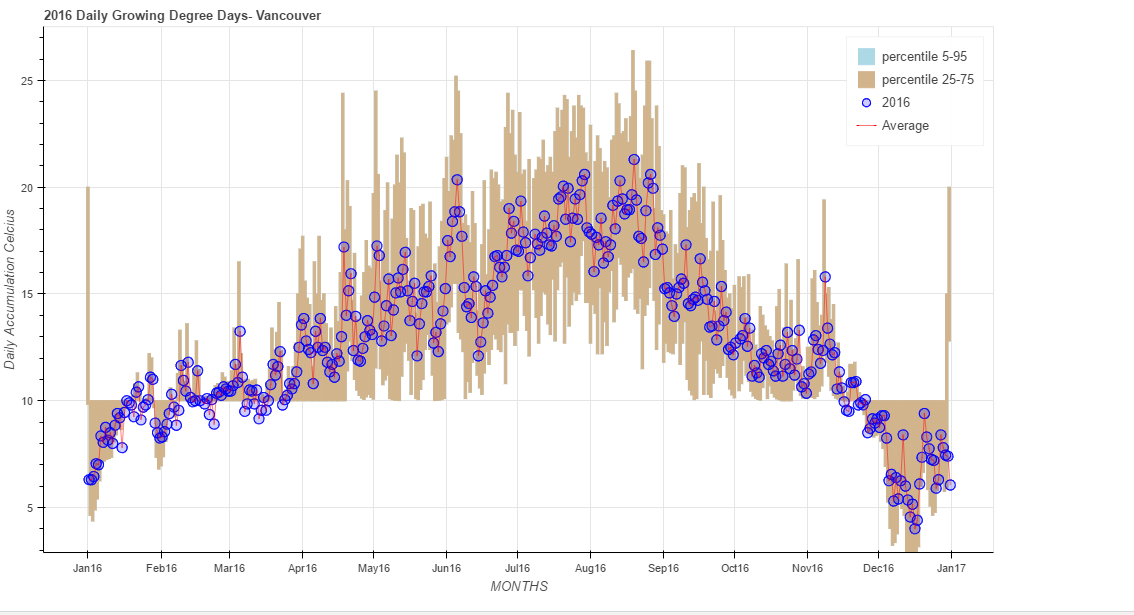 2016 Daily Growing Degree Days- Vancouver
percentile 5-95
percentile 25-75
2016
Average
Daily Accumulation Celcius
25
20
15
10
5
Jan16 Feb16 Mar16 Apr16 May16 Jun16 Jul16 Aug16 Sep16 Oct16 Nov16 Dec16 Jan17
MONTHS